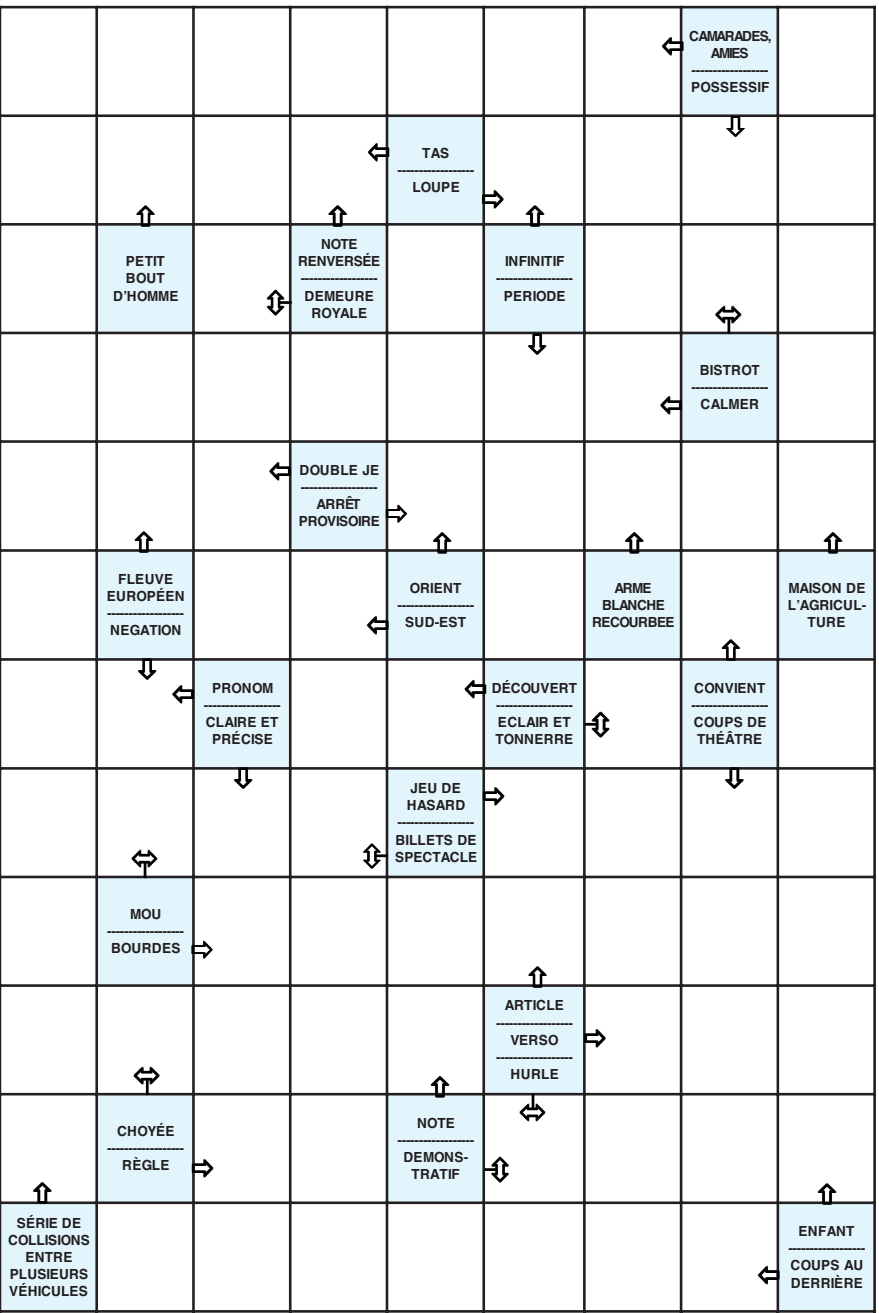 CAMARADES,
AMIES
------------------
POSSESSIF
TAS
------------------
LOUPE
PETIT
BOUT
D'HOMME
NOTE
RENVERSÉE
------------------
DEMEURE
ROYALE
INFINITIF
------------------
PERIODE
BISTROT
------------------
CALMER
DOUBLE JE
------------------
ARRÊT
PROVISOIRE
FLEUVE
EUROPÉEN
------------------
NEGATION
ORIENT
------------------
SUD-EST
ARME
BLANCHE
RECOURBEE
MAISON DE
L'AGRICUL-
TURE
PRONOM
------------------
CLAIRE ET
PRÉCISE
DÉCOUVERT
------------------
ECLAIR ET
TONNERRE
CONVIENT
------------------
COUPS DE
THÉÂTRE
JEU DE
HASARD
------------------
BILLETS DE
SPECTACLE
MOU
------------------
BOURDES
ARTICLE
------------------
VERSO
------------------
HURLE
CHOYÉE
------------------
RÈGLE
NOTE
------------------
DEMONS-
TRATIF
SÉRIE DE
COLLISIONS
ENTRE
PLUSIEURS
VÉHICULES
ENFANT
------------------
COUPS AU
DERRIÈRE